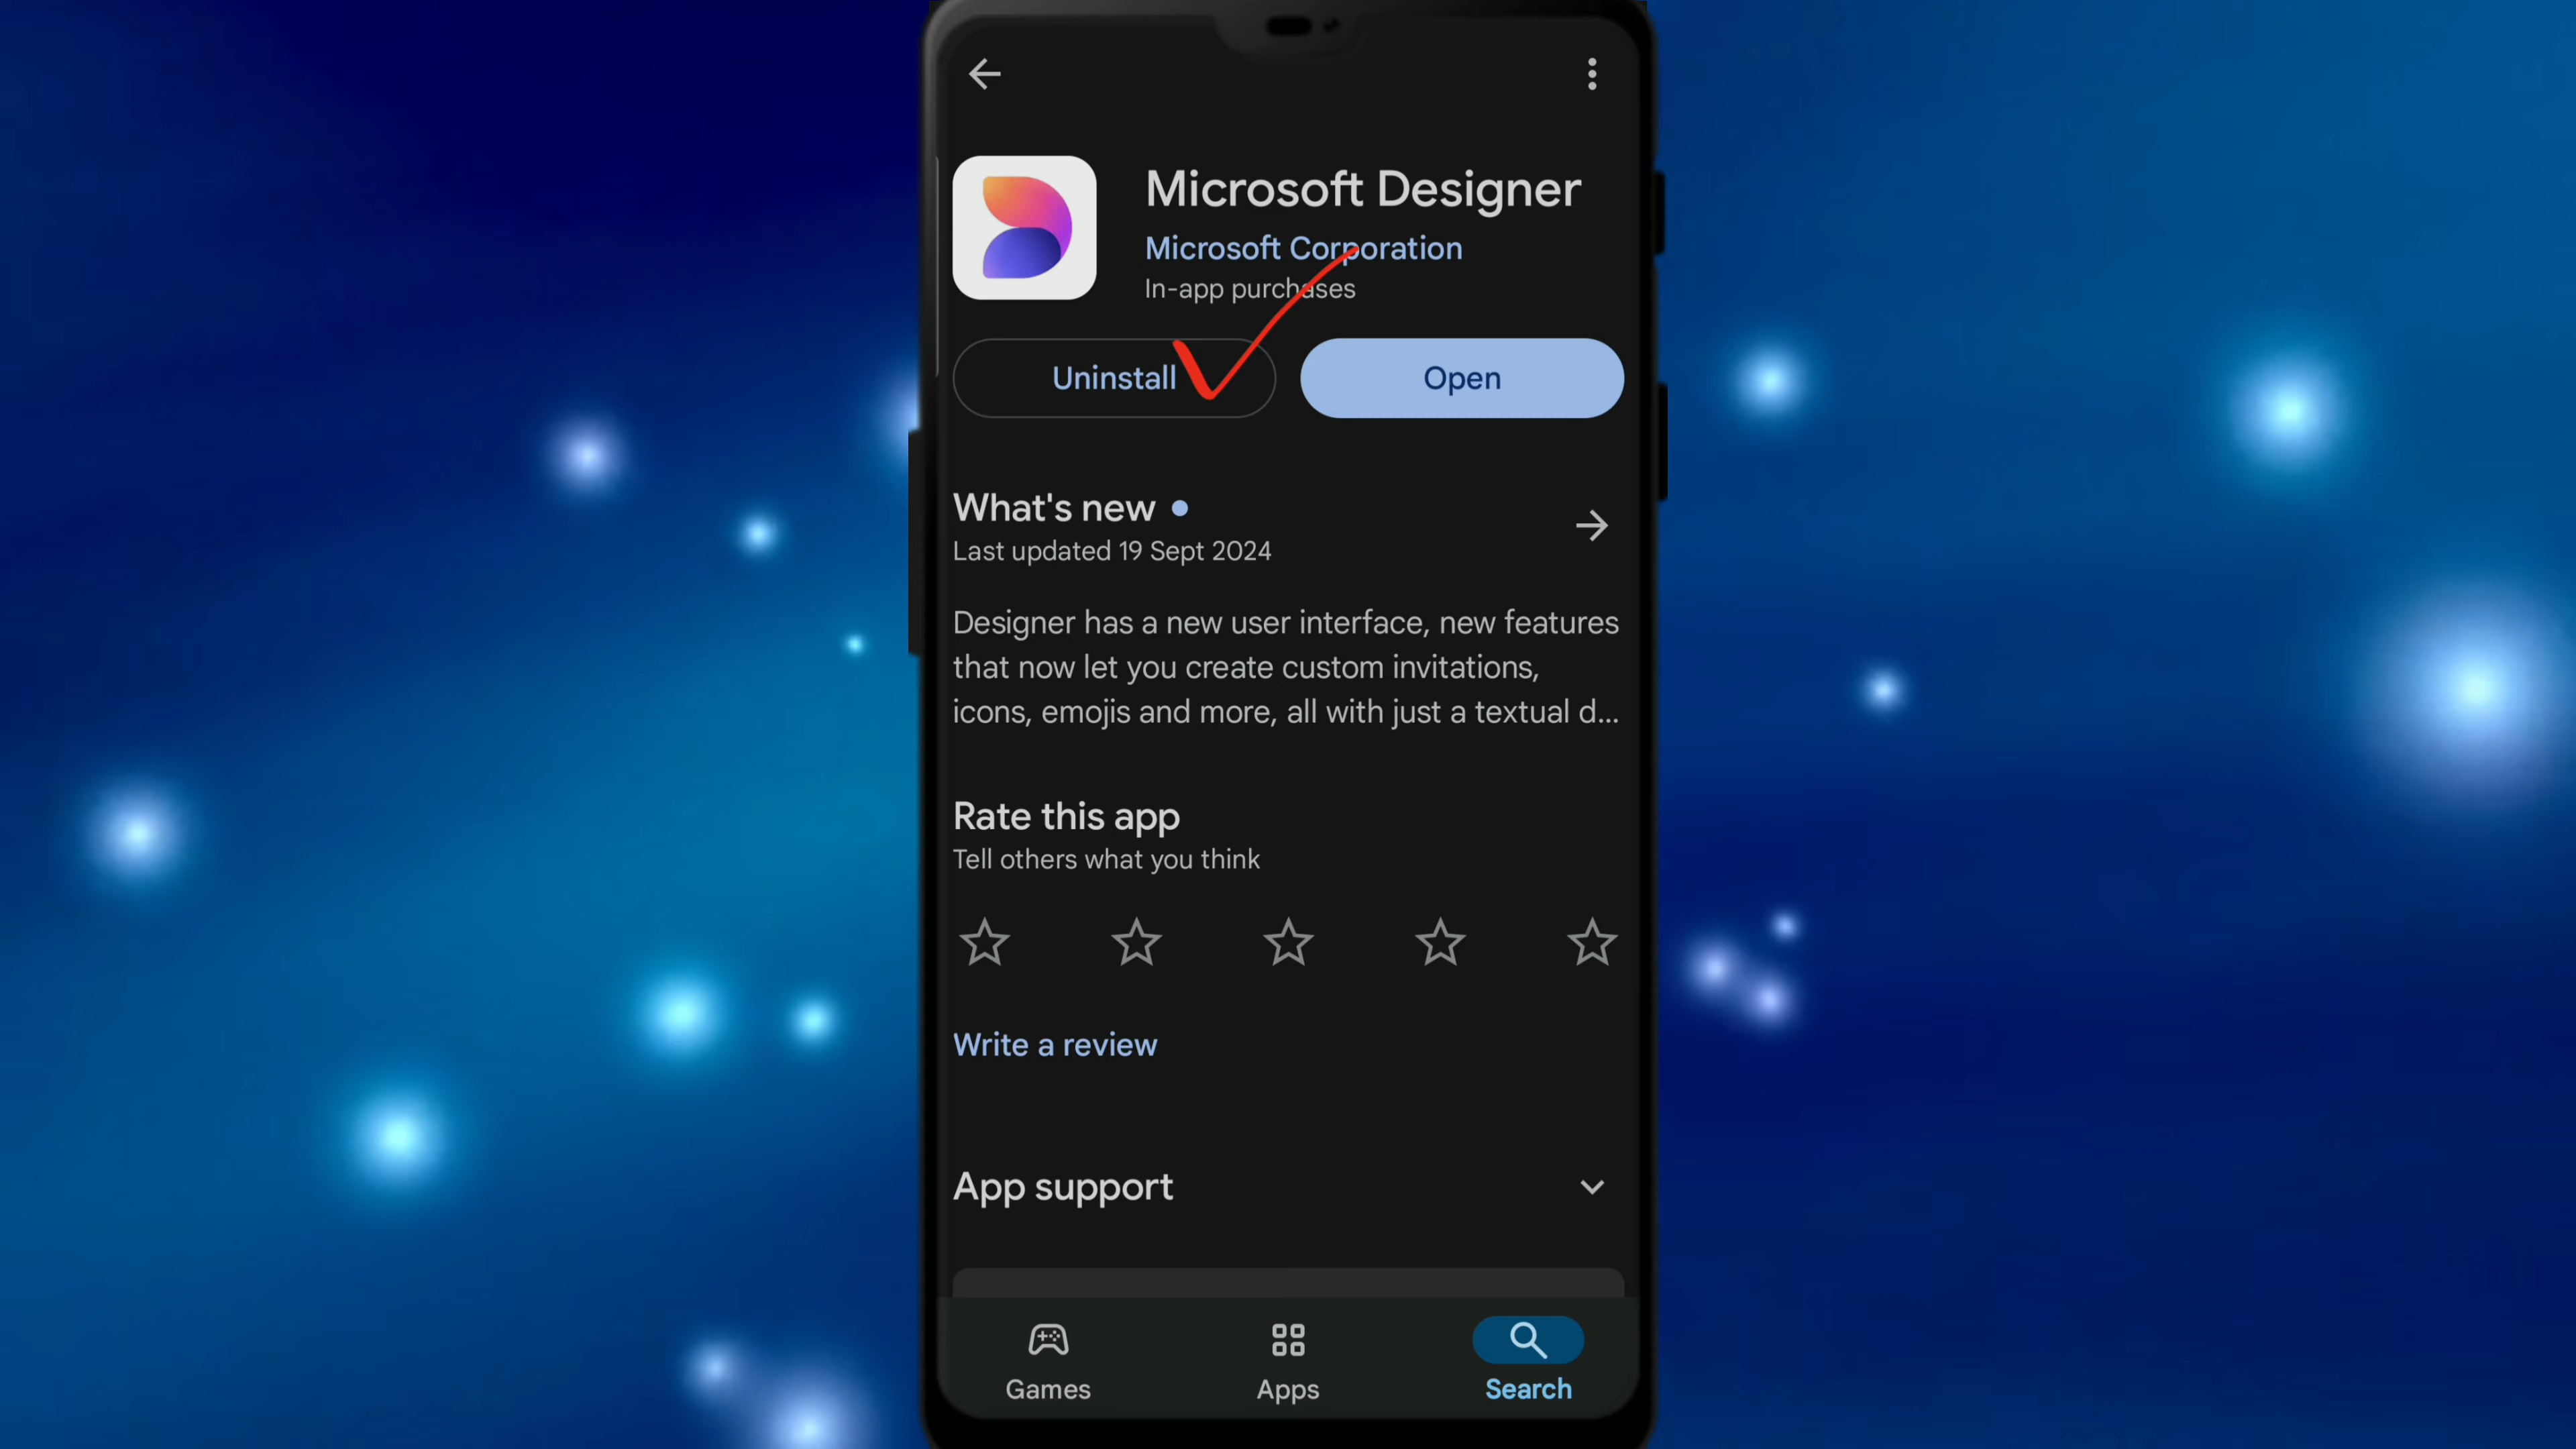 Microsoft Designer
Microsoft Corporation
In-app purchases
Uninstall
Open
What's new
Last updated 19 Sept 2024
Designer has a new user interface, new features
that now let you create custom invitations,
icons, emojis and more, all with just a textual d...
Rate this app
Tell others what you think
Write a review
App support
Games
Apps
Search